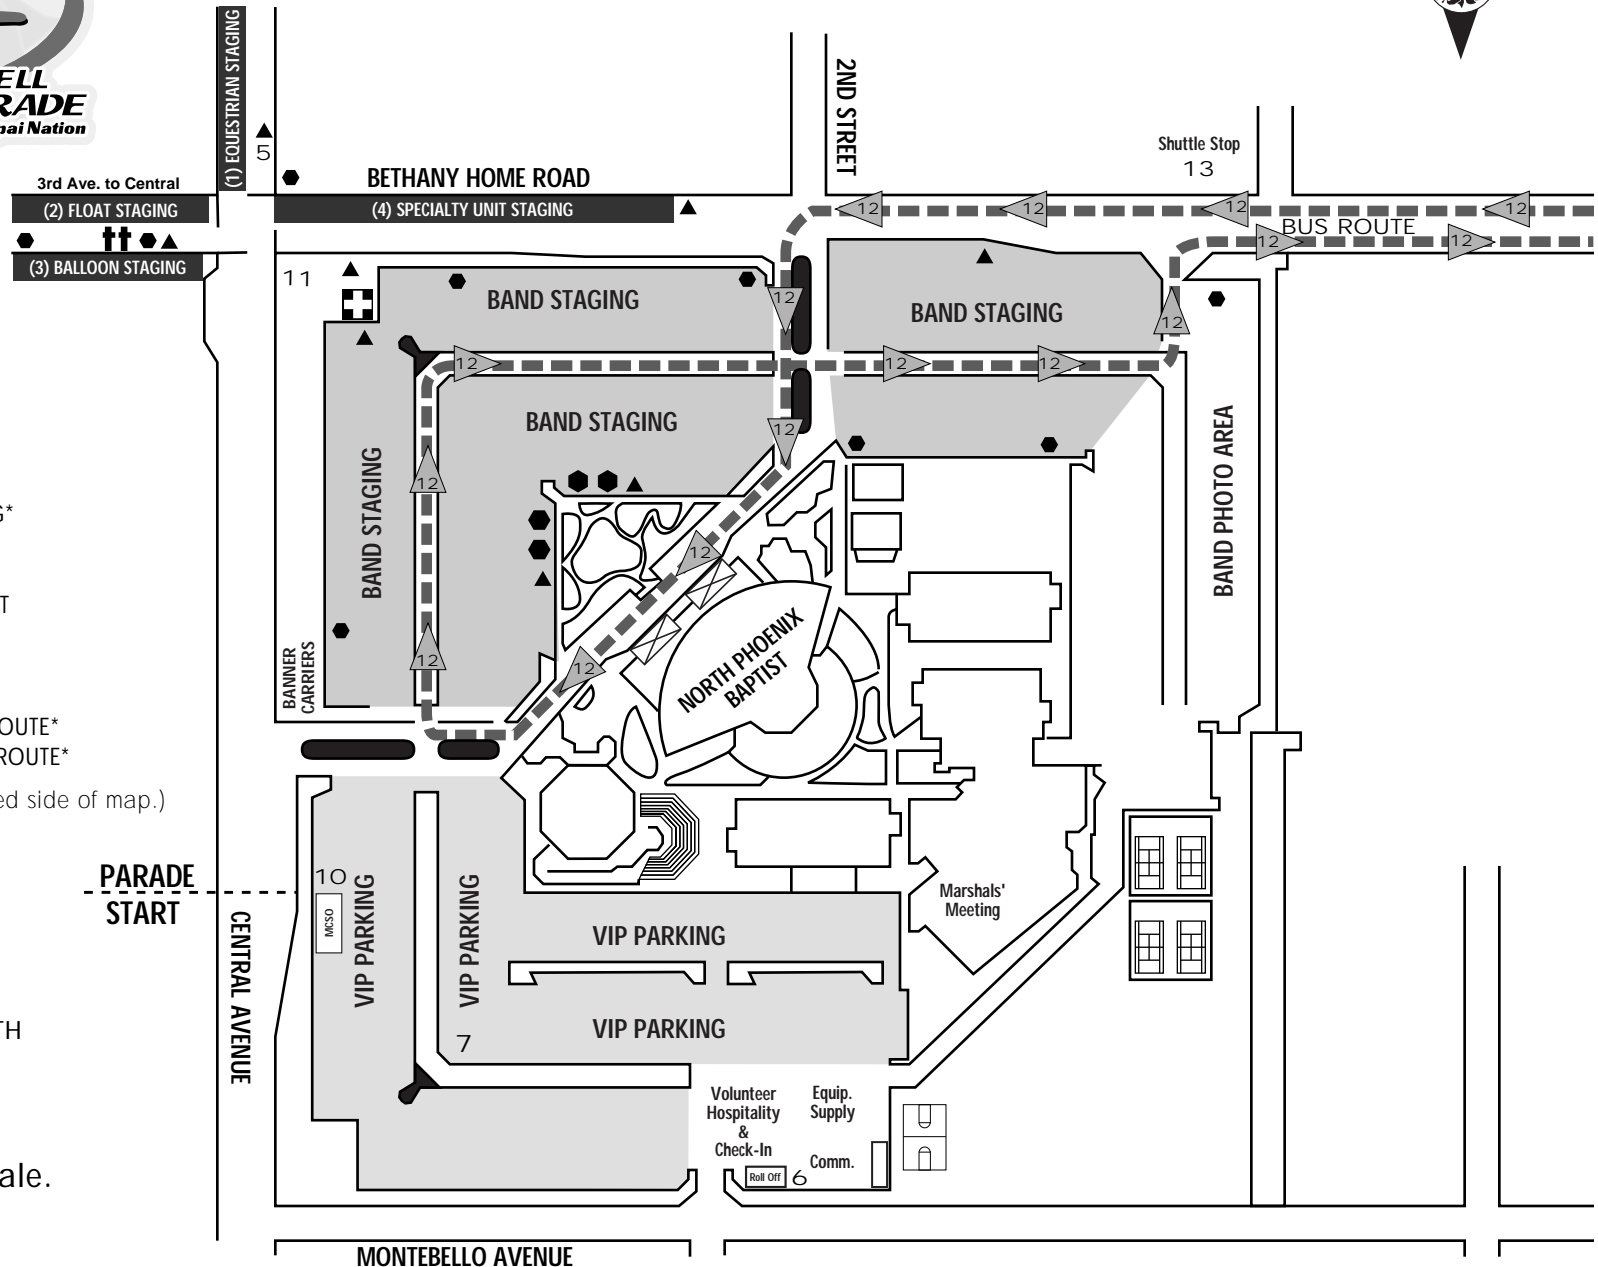 ELL
RADE
pai Nation
(1) EQUESTRIAN STAGING
5
2ND STREET
Shuttle Stop
13
3rd Ave. to Central
BETHANY HOME ROAD
(2) FLOAT STAGING
(4) SPECIALTY UNIT STAGING
12
12
12
12
BUS ROUTE
12
12
(3) BALLOON STAGING
11
BAND STAGING
12
BAND STAGING
12
12
12
12
BAND STAGING
12
BAND STAGING
12
BAND PHOTO AREA
G*
12
T
12
12
BANNER
CARRIERS
NORTH PHOENIX
BAPTIST
OUTE*
ROUTE*
ed side of map.)
PARADE
START
10
MCSO
VIP PARKING
VIP PARKING
Marshals'
Meeting
VIP PARKING
CENTRAL AVENUE
TH
7
VIP PARKING
Volunteer
Hospitality
&
Check-In
Equip.
Supply
Comm.
Roll Off
6
ale.
MONTEBELLO AVENUE